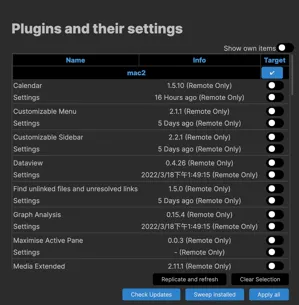 Plugins and their settings
Show own items
Name Info Target
mac2 ✔
Calendar 1.5.10 (Remote Only)
Settings 16 Hours ago (Remote Only)
Customizable Menu 2.1.1 (Remote Only)
Settings 5 Days ago (Remote Only)
Customizable Sidebar 2.2.1 (Remote Only)
Settings 5 Days ago (Remote Only)
Dataview 0.4.26 (Remote Only)
Settings 2022/3/18下午1:49:15 (Remote Only)
Find unlinked files and unresolved links 1.5.0 (Remote Only)
Settings 5 Days ago (Remote Only)
Graph Analysis 0.15.4 (Remote Only)
Settings 2022/3/18下午1:49:15 (Remote Only)
Maximise Active Pane 0.0.3 (Remote Only)
Settings - (Remote Only)
Media Extended 2.11.1 (Remote Only)
Replicate and refresh Clear Selection
Check Updates Sweep installed Apply all